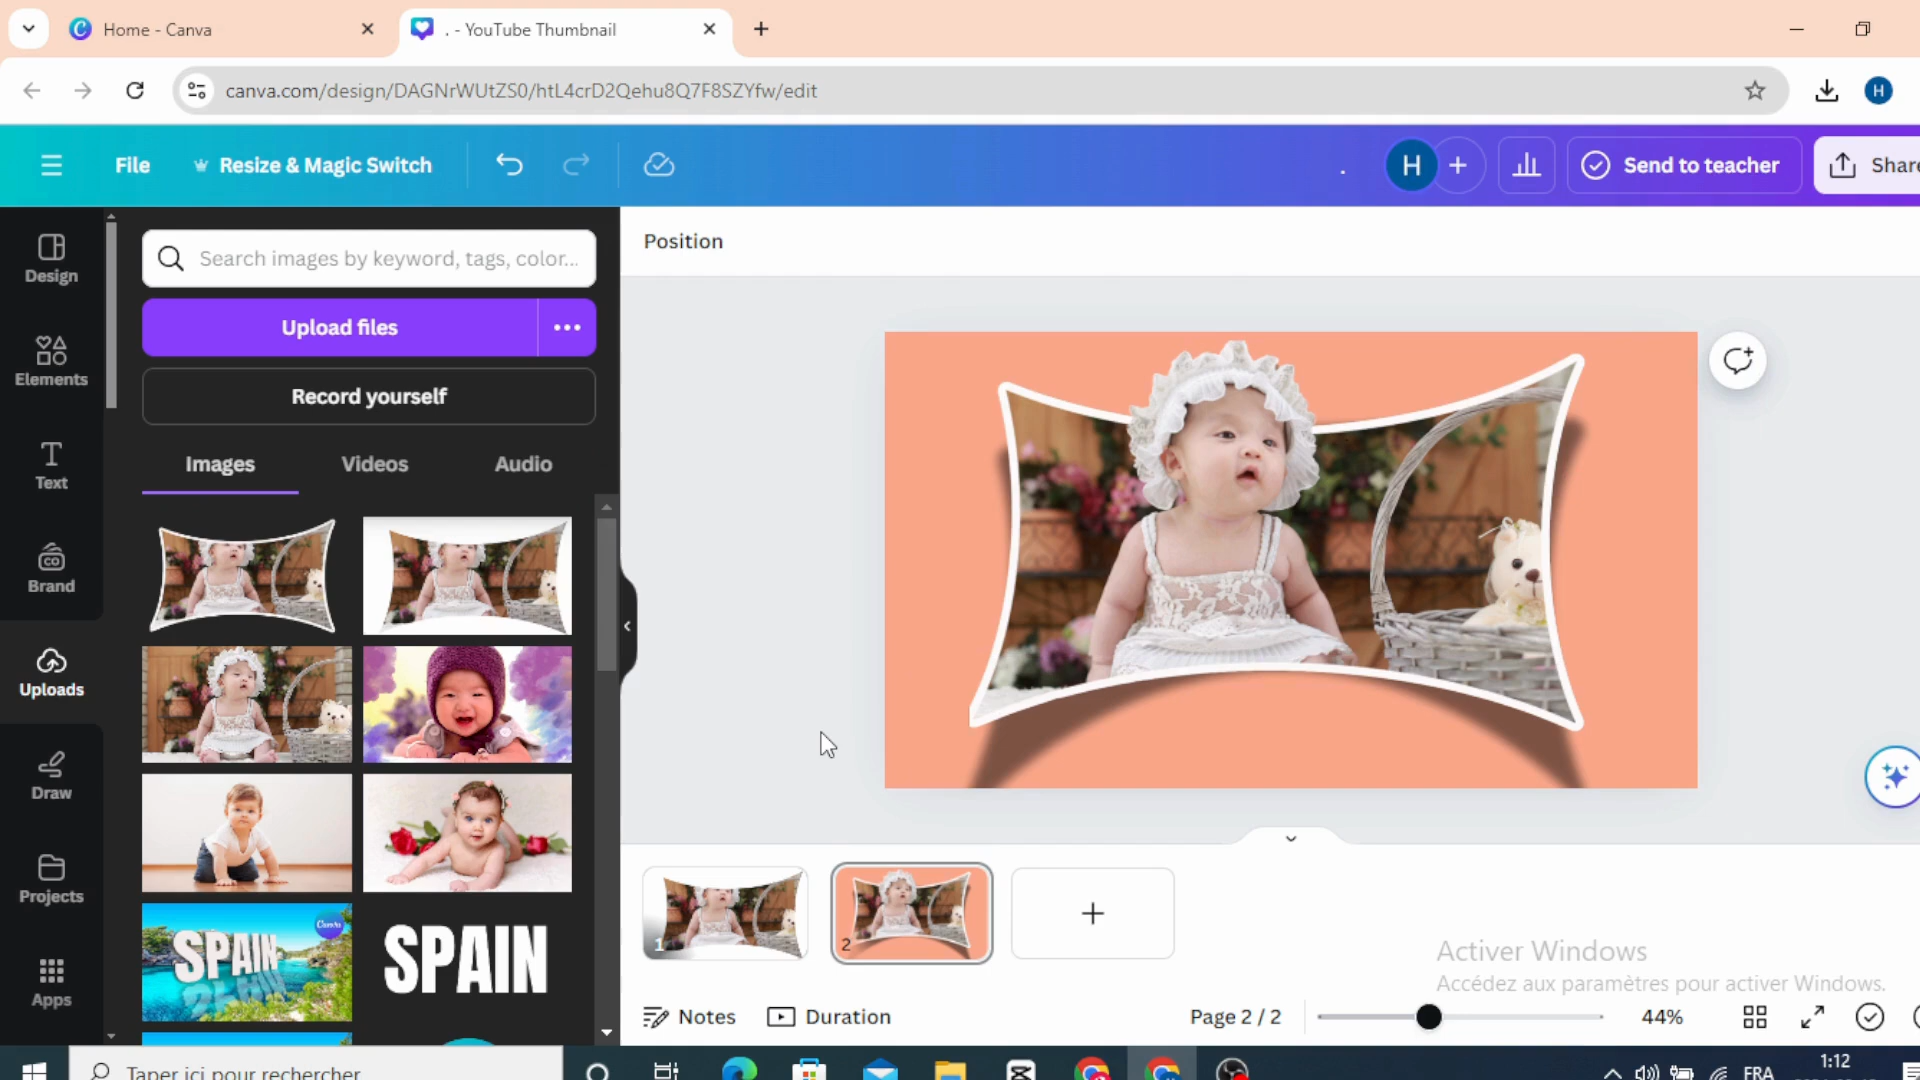 Home - Canva
. - YouTube Thumbnail
canva.com/design/DAGNrWUtZS0/htL4crD2Qehu8Q7F8SZYfw/edit
H
File
Resize & Magic Switch
.
H
Send to teacher
Share
Design
Elements
Text
Brand
Uploads
Draw
Projects
Apps
Search images by keyword, tags, color...
Upload files
Record yourself
Images
Videos
Audio
Canva
SPAIN
SPAIN
Position
1
2
Activer Windows
Accédez aux paramètres pour activer Windows.
Notes
Duration
Page 2 / 2
44%
Taper ici pour rechercher
FRA
1:12